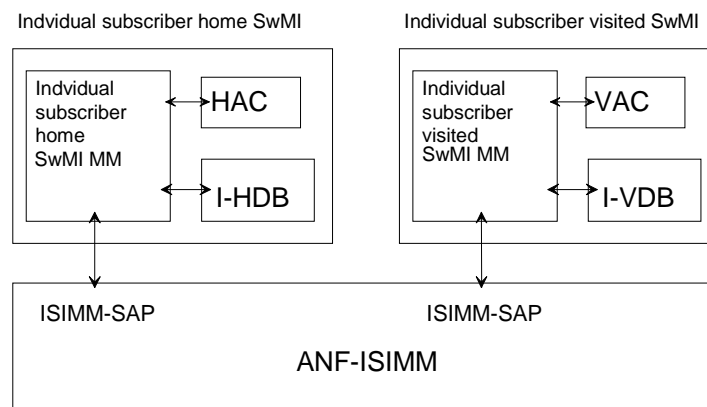 Indvidual subscriber home SwMI
Individual subscriber visited SwMI
Indvidual
subscriber
home
SwMI MM
HAC
I-HDB
Individual
subscriber
visited
SwMI MM
VAC
I-VDB
ISIMM-SAP
ISIMM-SAP
ANF-ISIMM